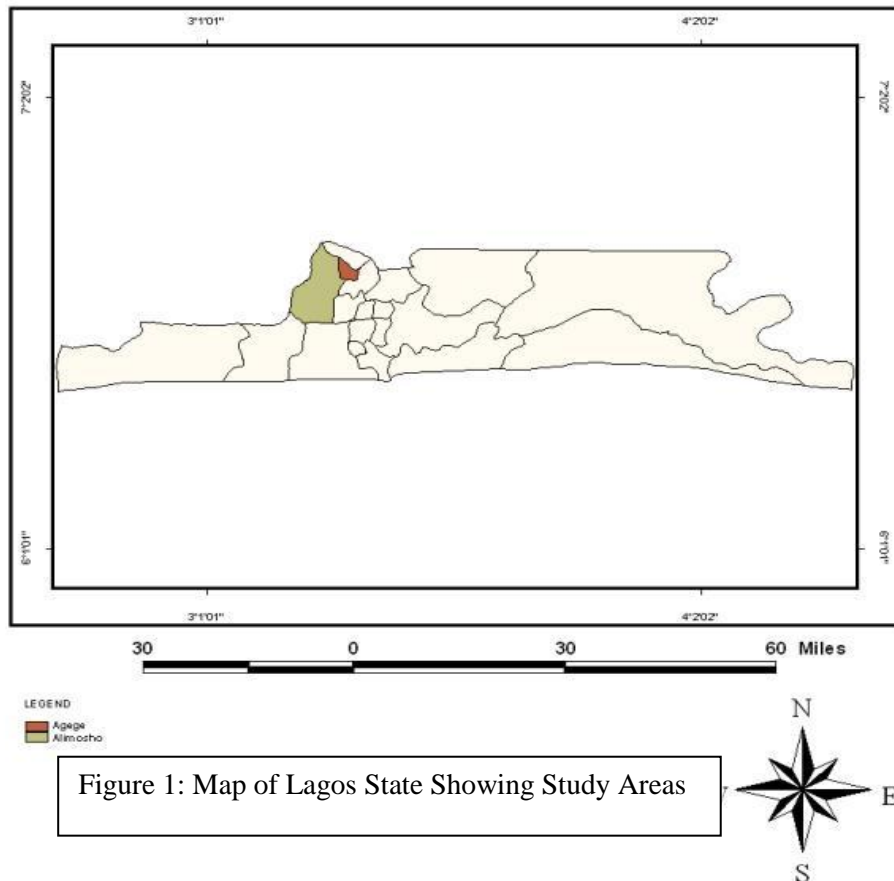 3°1'01" 4°2'02"
7°2'02" 7°2'02"
6°1'01" 6°1'01"
3°1'01" 4°2'02"
30 0 30 60 Miles
LEGEND
Agege
Alimosho
N
E
S
Figure 1: Map of Lagos State Showing Study Areas